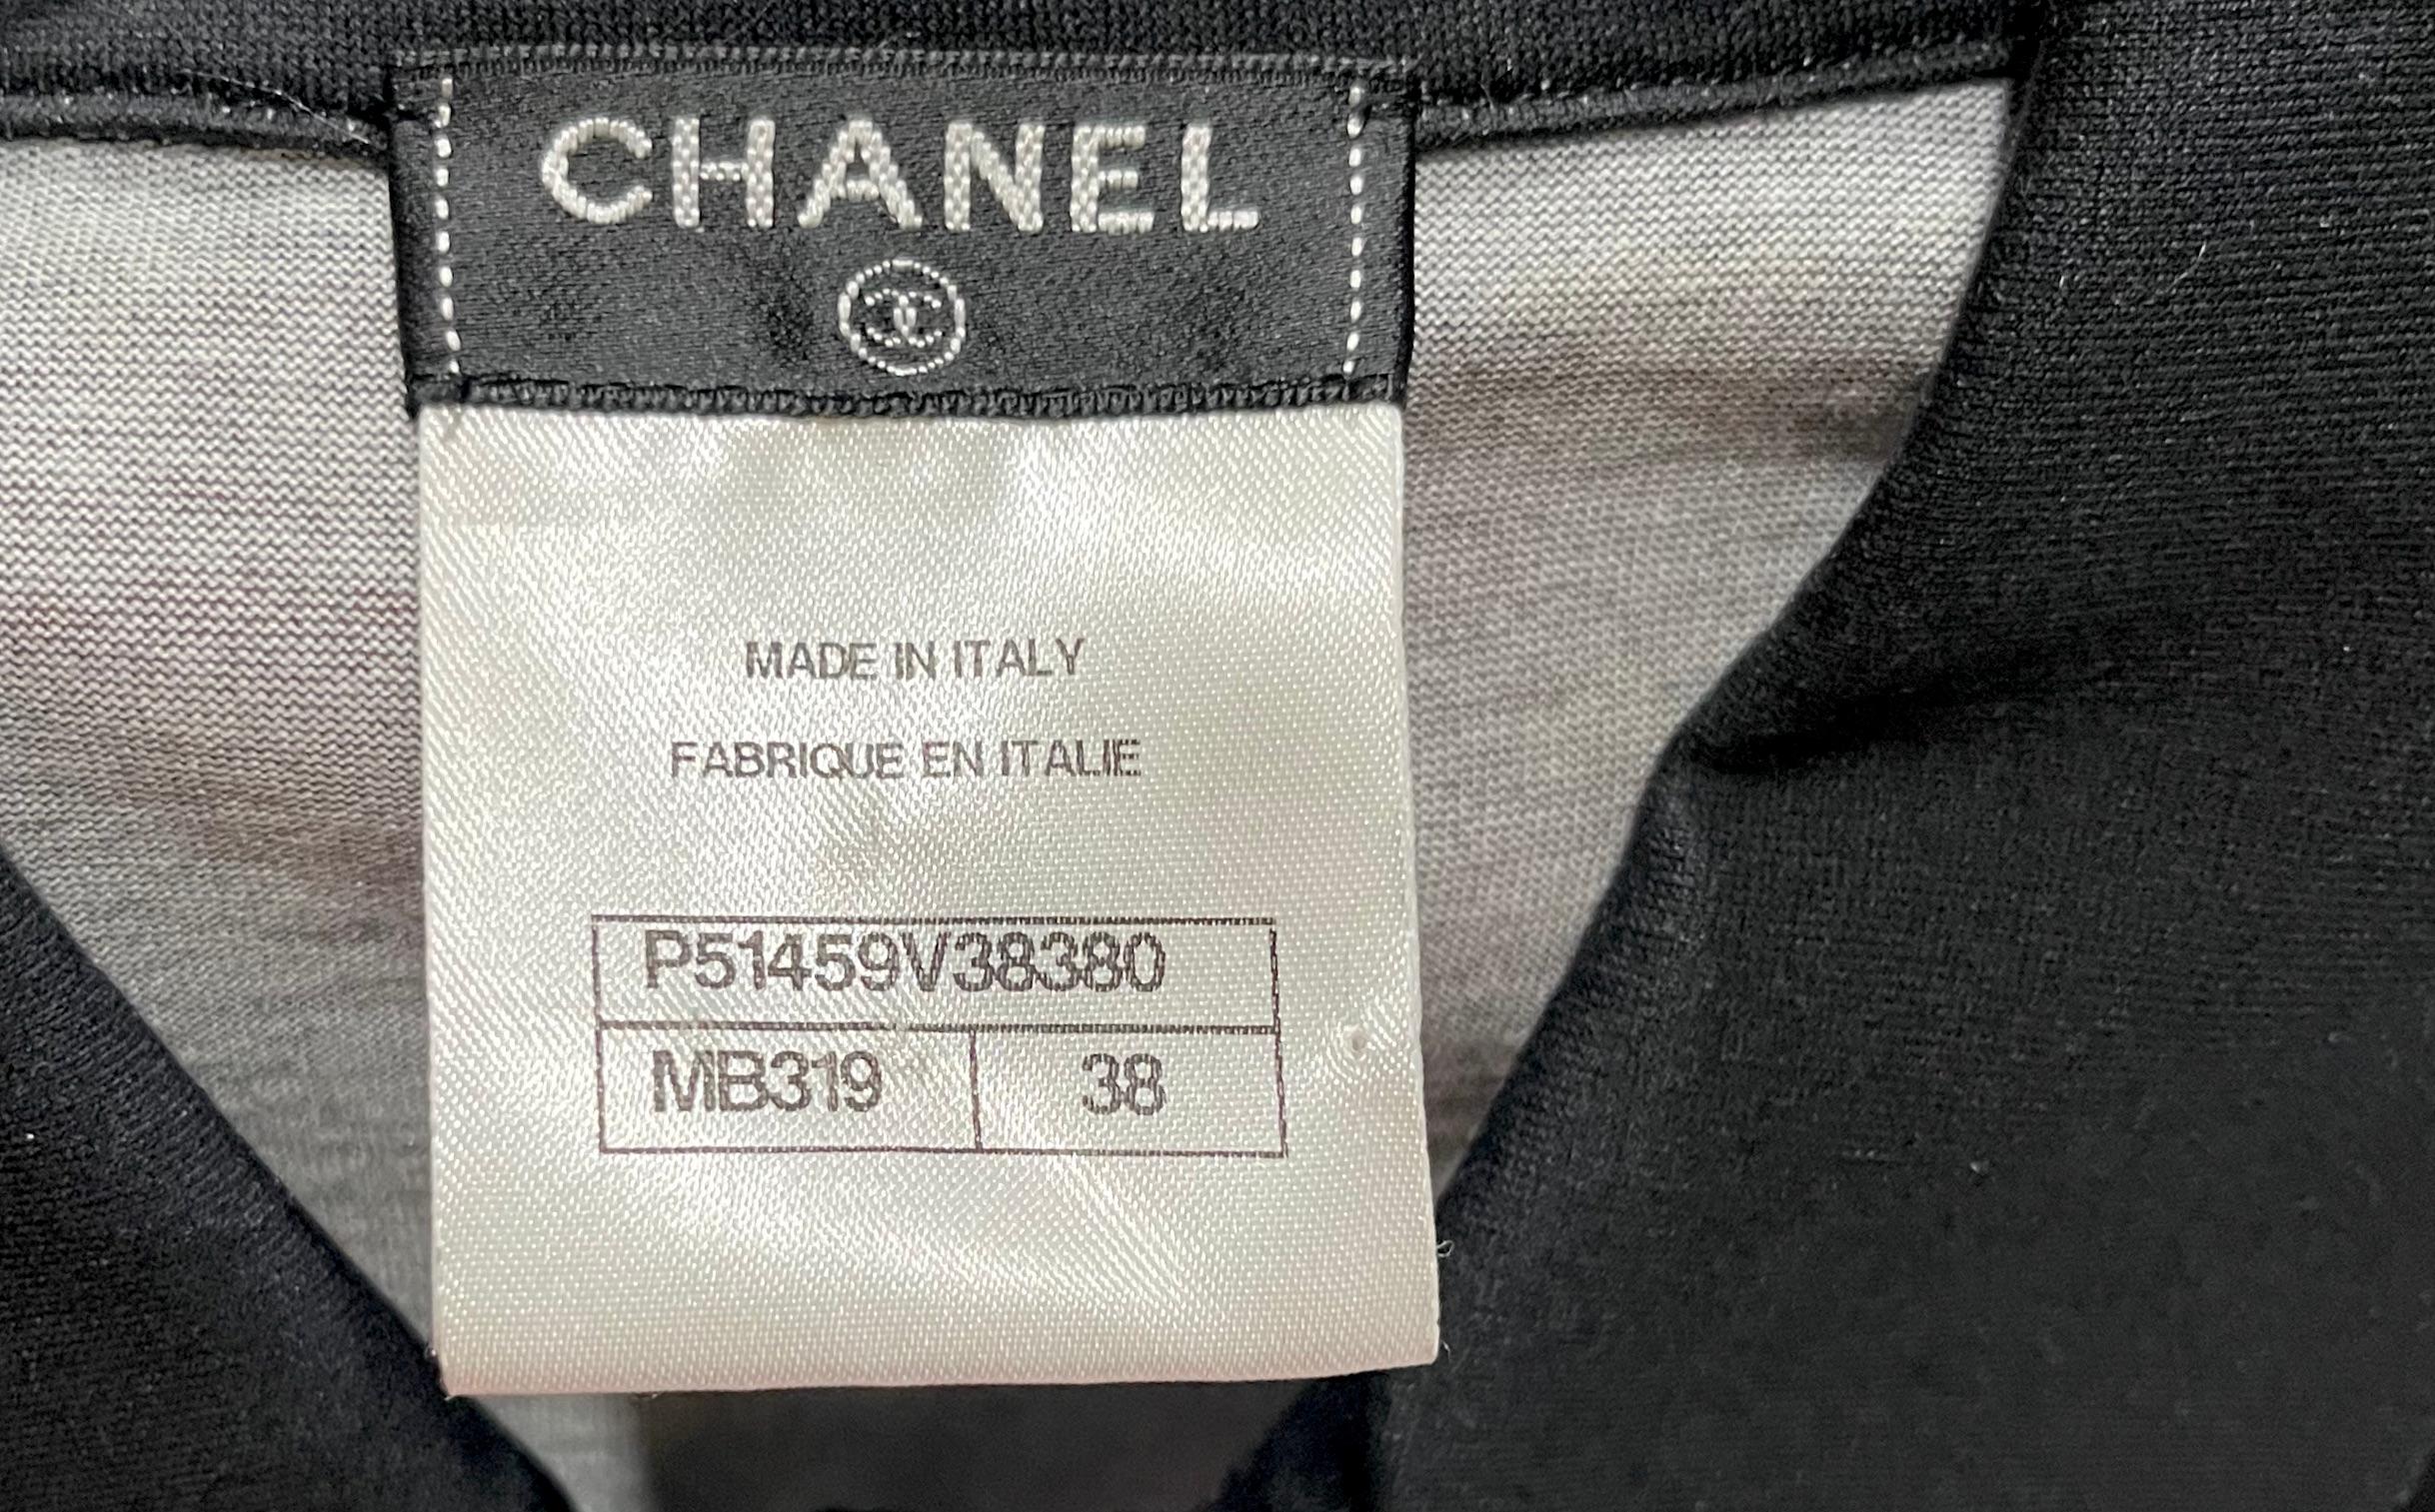 CHANEL
MADE IN ITALY
FABRIQUE EN ITALIE
P51459V38380
MB319 38